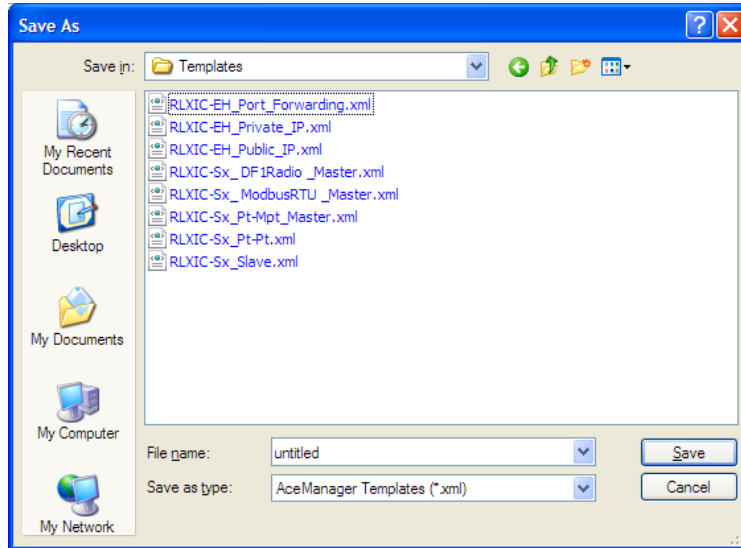 Save As
Save in:
Templates
My Recent
Documents
Desktop
My Documents
My Computer
My Network
RLXIC-EH_Port_Forwarding.xml
RLXIC-EH_Private_IP.xml
RLXIC-EH_Public_IP.xml
RLXIC-Sx_ DF1Radio _Master.xml
RLXIC-Sx_ ModbusRTU _Master.xml
RLXIC-Sx_Pt-Mpt_Master.xml
RLXIC-Sx_Pt-Pt.xml
RLXIC-Sx_Slave.xml
File name:
untitled
Save
Save as type:
AceManager Templates (*.xml)
Cancel